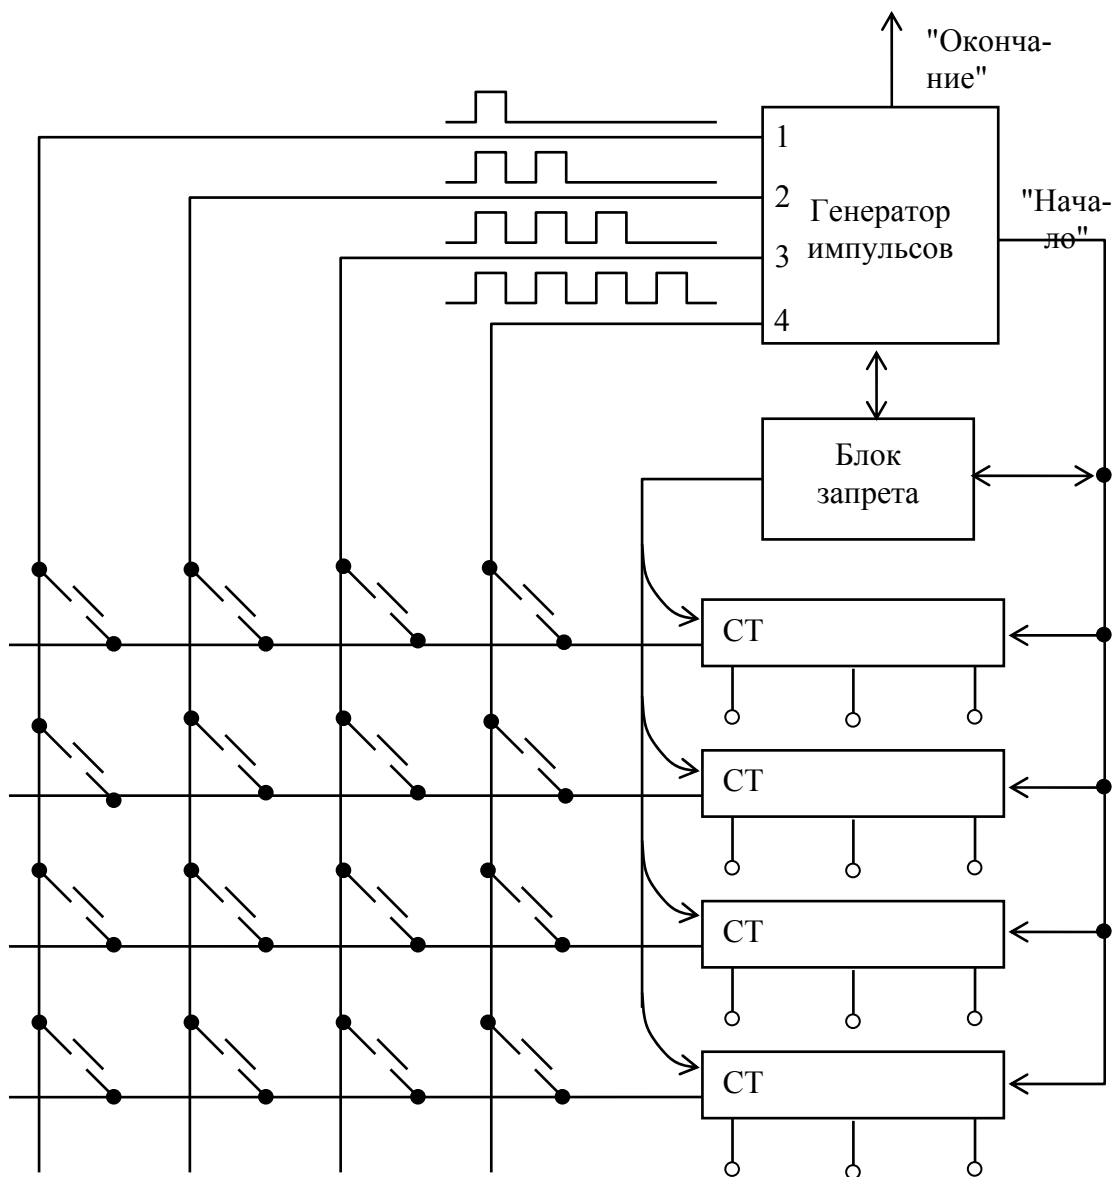 "Оконча-
ние"
1
2
3
4
Генератор
импульсов
"Нача-
ло"
Блок
запрета
СТ
СТ
СТ
СТ